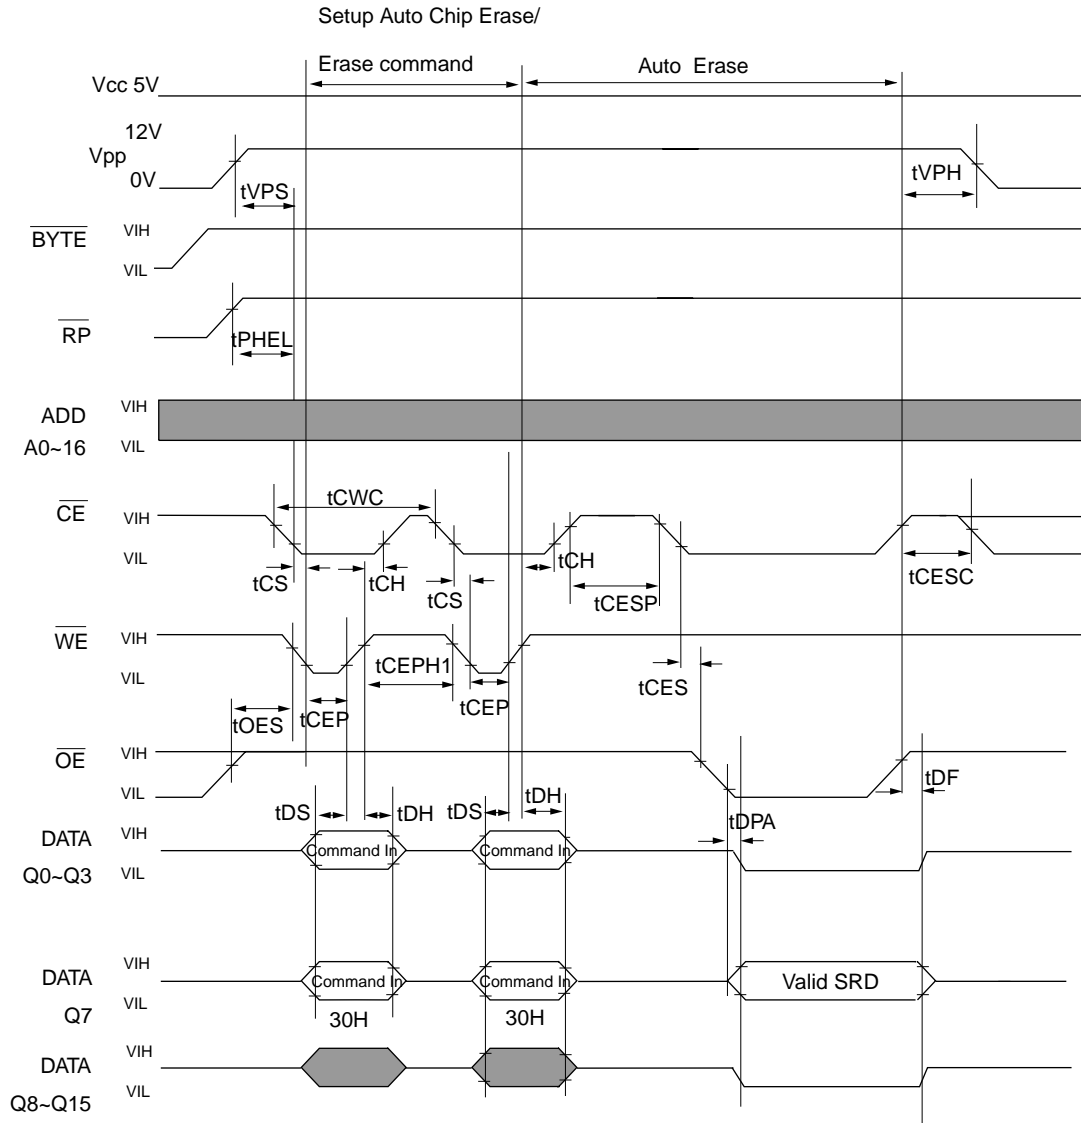 Setup Auto Chip Erase/
Erase command
Auto Erase
Vcc 5V
12V
Vpp
0V
tVPS
tVPH
BYTE
VIH
VIL
RP
tPHEL
ADD
VIH
A0~16
VIL
CE
VIH
VIL
tCWC
tCS
tCH
tCS
tCH
tCESP
tCESC
WE
VIH
VIL
tCEPH1
tCES
tOES
tCEP
tCEP
OE
VIH
VIL
tDF
tDS
tDH
tDS
tDH
tDPA
DATA
VIH
Command In
Command In
Q0~Q3
VIL
DATA
VIH
Command In
Command In
Valid SRD
Q7
VIL
30H
30H
DATA
VIH
Q8~Q15
VIL